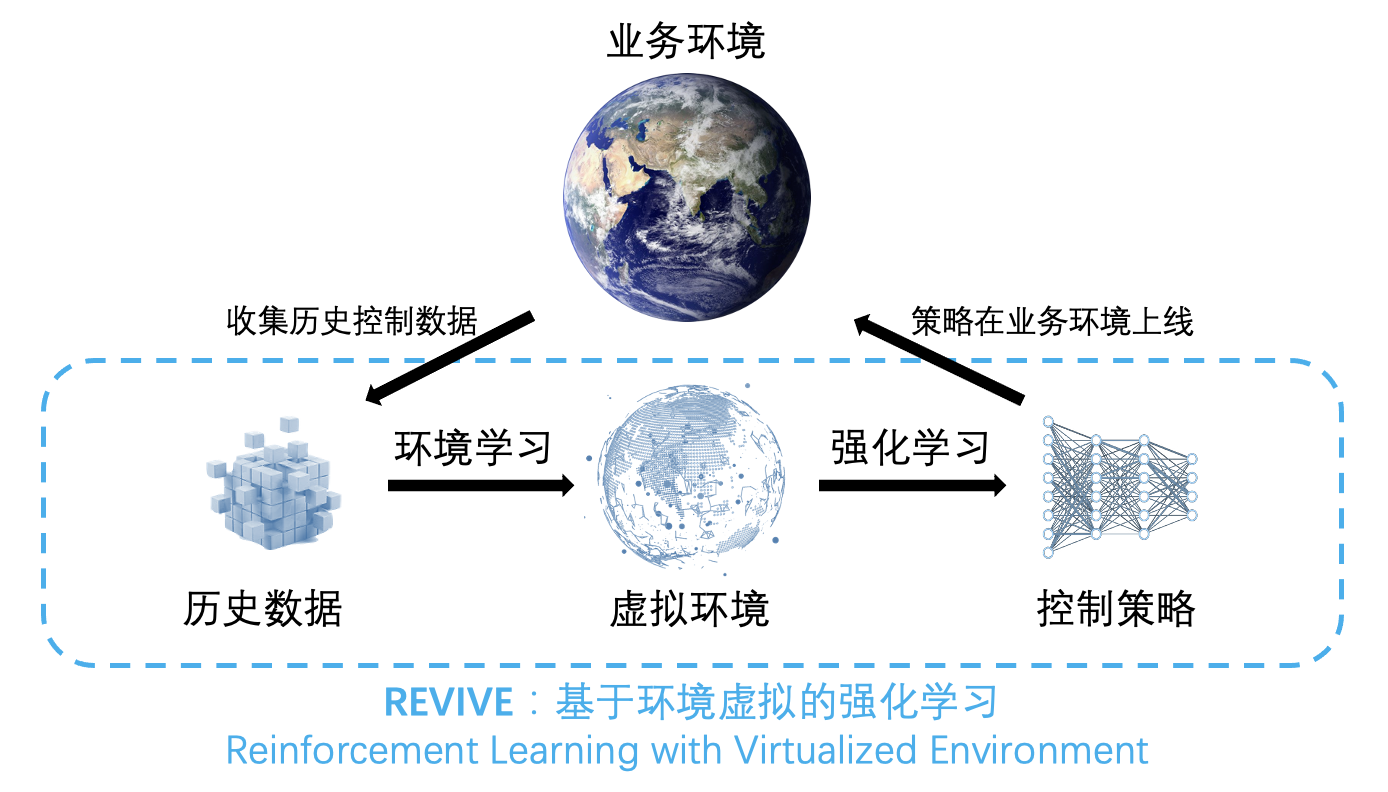 业务环境
收集历史控制数据
策略在业务环境上线
环境学习
强化学习
历史数据
虚拟环境
控制策略
REVIVE：基于环境虚拟的强化学习
Reinforcement Learning with Virtualized Environment